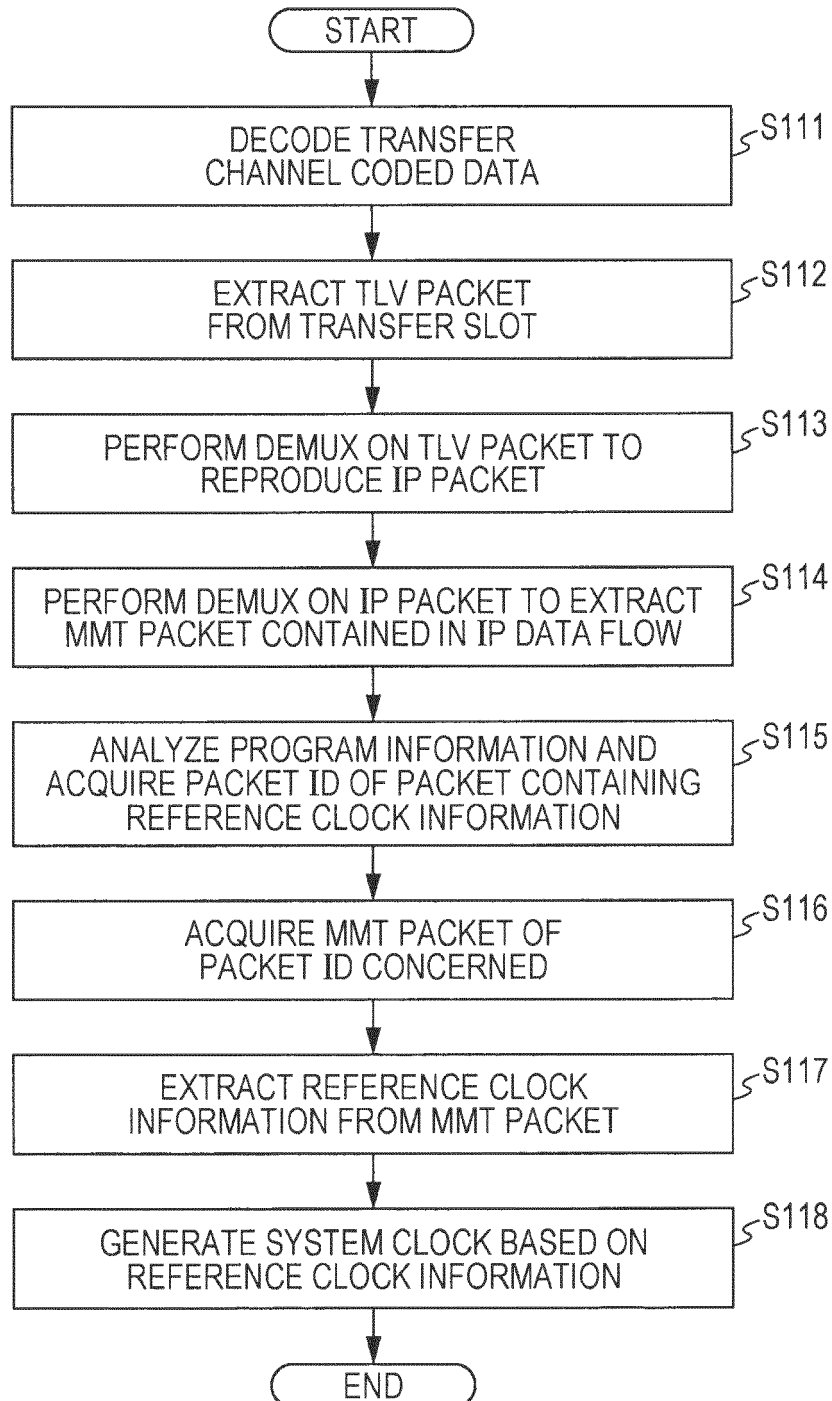 START
DECODE TRANSFER
CHANNEL CODED DATA
S111
EXTRACT TLV PACKET
FROM TRANSFER SLOT
S112
PERFORM DEMUX ON TLV PACKET TO
REPRODUCE IP PACKET
S113
PERFORM DEMUX ON IP PACKET TO EXTRACT
MMT PACKET CONTAINED IN IP DATA FLOW
S114
ANALYZE PROGRAM INFORMATION AND
ACQUIRE PACKET ID OF PACKET CONTAINING
REFERENCE CLOCK INFORMATION
S115
ACQUIRE MMT PACKET OF
PACKET ID CONCERNED
S116
EXTRACT REFERENCE CLOCK
INFORMATION FROM MMT PACKET
S117
GENERATE SYSTEM CLOCK BASED ON
REFERENCE CLOCK INFORMATION
S118
END